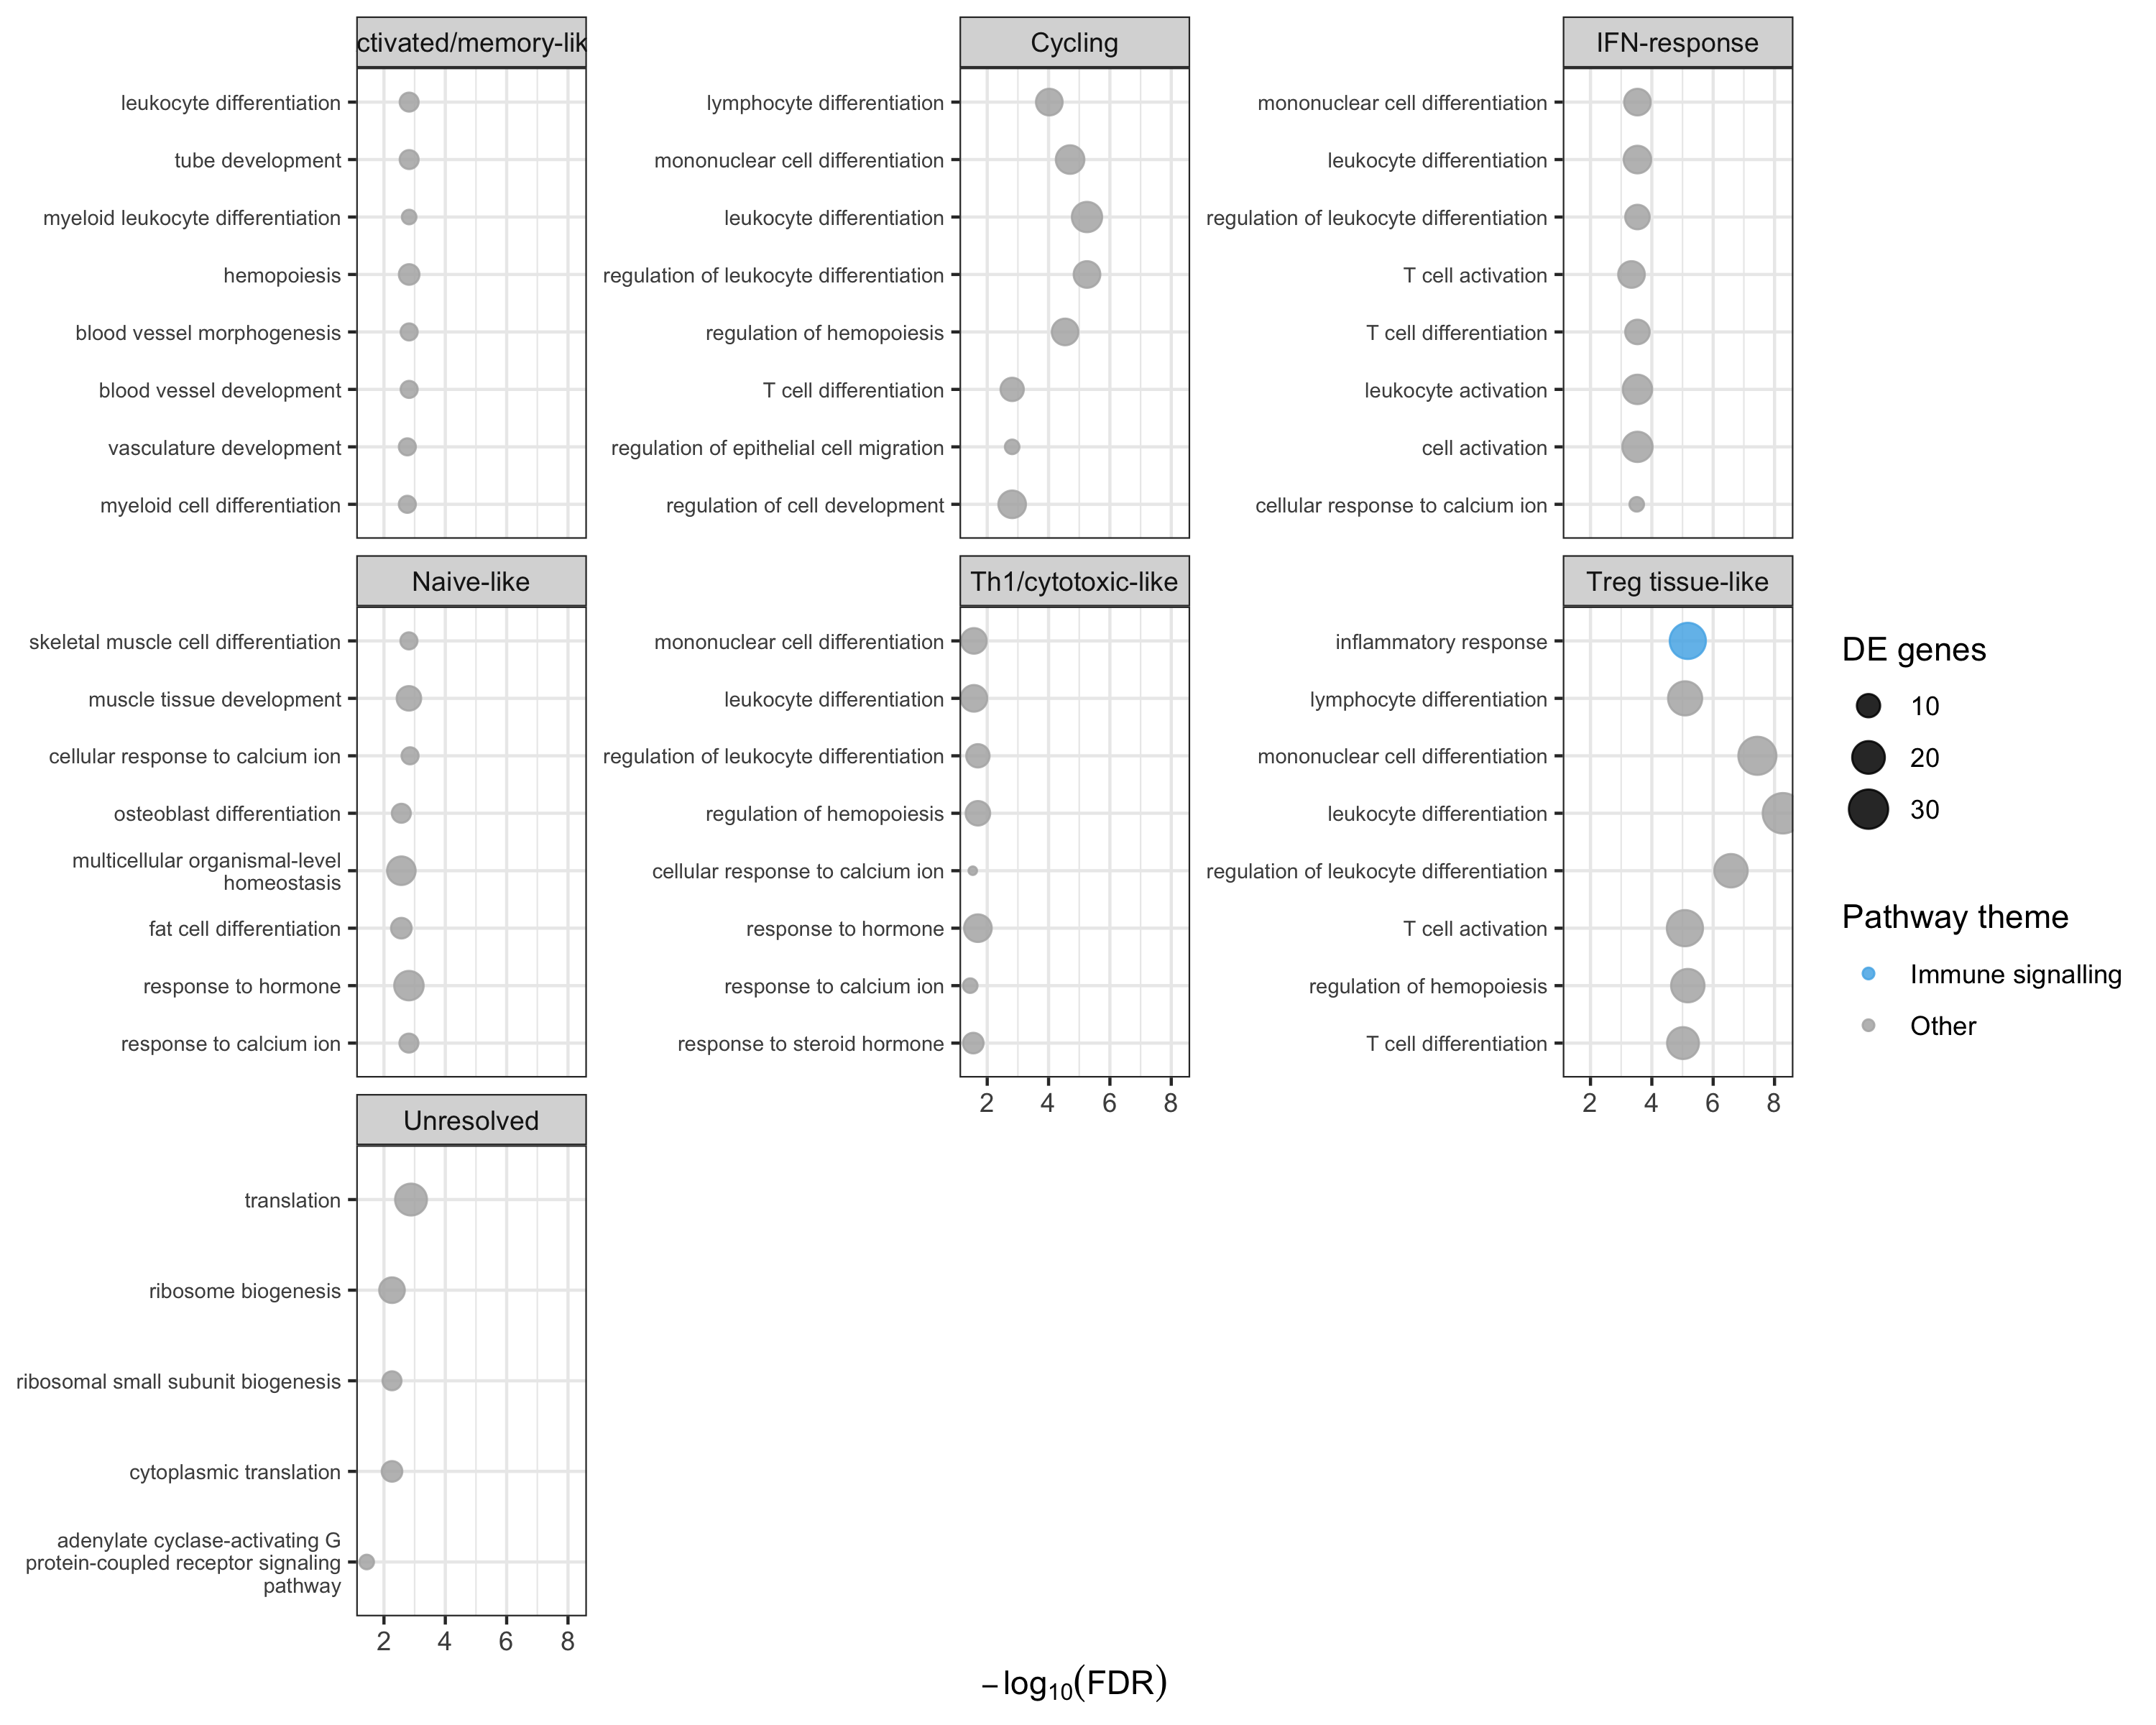 ctivated/memory-lik
leukocyte differentiation
tube development
myeloid leukocyte differentiation
hemopoiesis
blood vessel morphogenesis
blood vessel development
vasculature development
myeloid cell differentiation
Cycling
lymphocyte differentiation
mononuclear cell differentiation
leukocyte differentiation
regulation of leukocyte differentiation
regulation of hemopoiesis
T cell differentiation
regulation of epithelial cell migration
regulation of cell development
IFN-response
mononuclear cell differentiation
leukocyte differentiation
regulation of leukocyte differentiation
T cell activation
T cell differentiation
leukocyte activation
cell activation
cellular response to calcium ion
Naive-like
skeletal muscle cell differentiation
muscle tissue development
cellular response to calcium ion
osteoblast differentiation
multicellular organismal-level
homeostasis
fat cell differentiation
response to hormone
response to calcium ion
Th1/cytotoxic-like
mononuclear cell differentiation
leukocyte differentiation
regulation of leukocyte differentiation
regulation of hemopoiesis
cellular response to calcium ion
response to hormone
response to calcium ion
response to steroid hormone
2 4 6 8
Treg tissue-like
inflammatory response
lymphocyte differentiation
mononuclear cell differentiation
leukocyte differentiation
regulation of leukocyte differentiation
T cell activation
regulation of hemopoiesis
T cell differentiation
2 4 6 8
Unresolved
translation
ribosome biogenesis
ribosomal small subunit biogenesis
cytoplasmic translation
adenylate cyclase-activating G
protein-coupled receptor signaling
pathway
2 4 6 8
−log10(FDR)
DE genes
10
20
30
Pathway theme
Immune signalling
Other